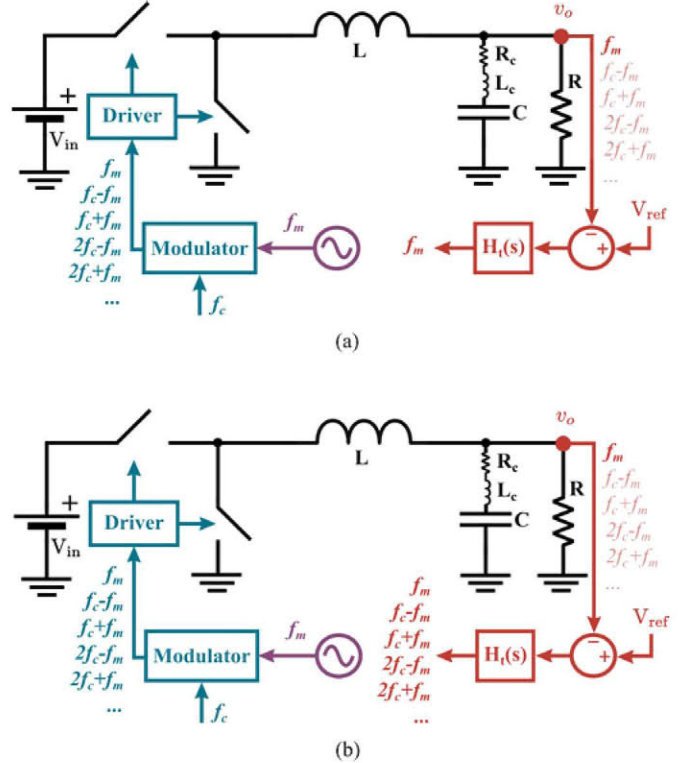 v_o
L
f_m
f_c-f_m
f_c+f_m
2f_c-f_m
2f_c+f_m
...
R_c
L_c
C
R
+
V_in
Driver
f_m
f_c-f_m
f_c+f_m
2f_c-f_m
2f_c+f_m
...
Modulator
f_m
f_c
f_m
H_t(s)
−
+
V_ref
(a)
v_o
L
f_m
f_c-f_m
f_c+f_m
2f_c-f_m
2f_c+f_m
...
R_c
L_c
C
R
+
V_in
Driver
f_m
f_c-f_m
f_c+f_m
2f_c-f_m
2f_c+f_m
...
Modulator
f_m
f_c
f_m
f_c-f_m
f_c+f_m
2f_c-f_m
2f_c+f_m
...
H_t(s)
−
+
V_ref
(b)